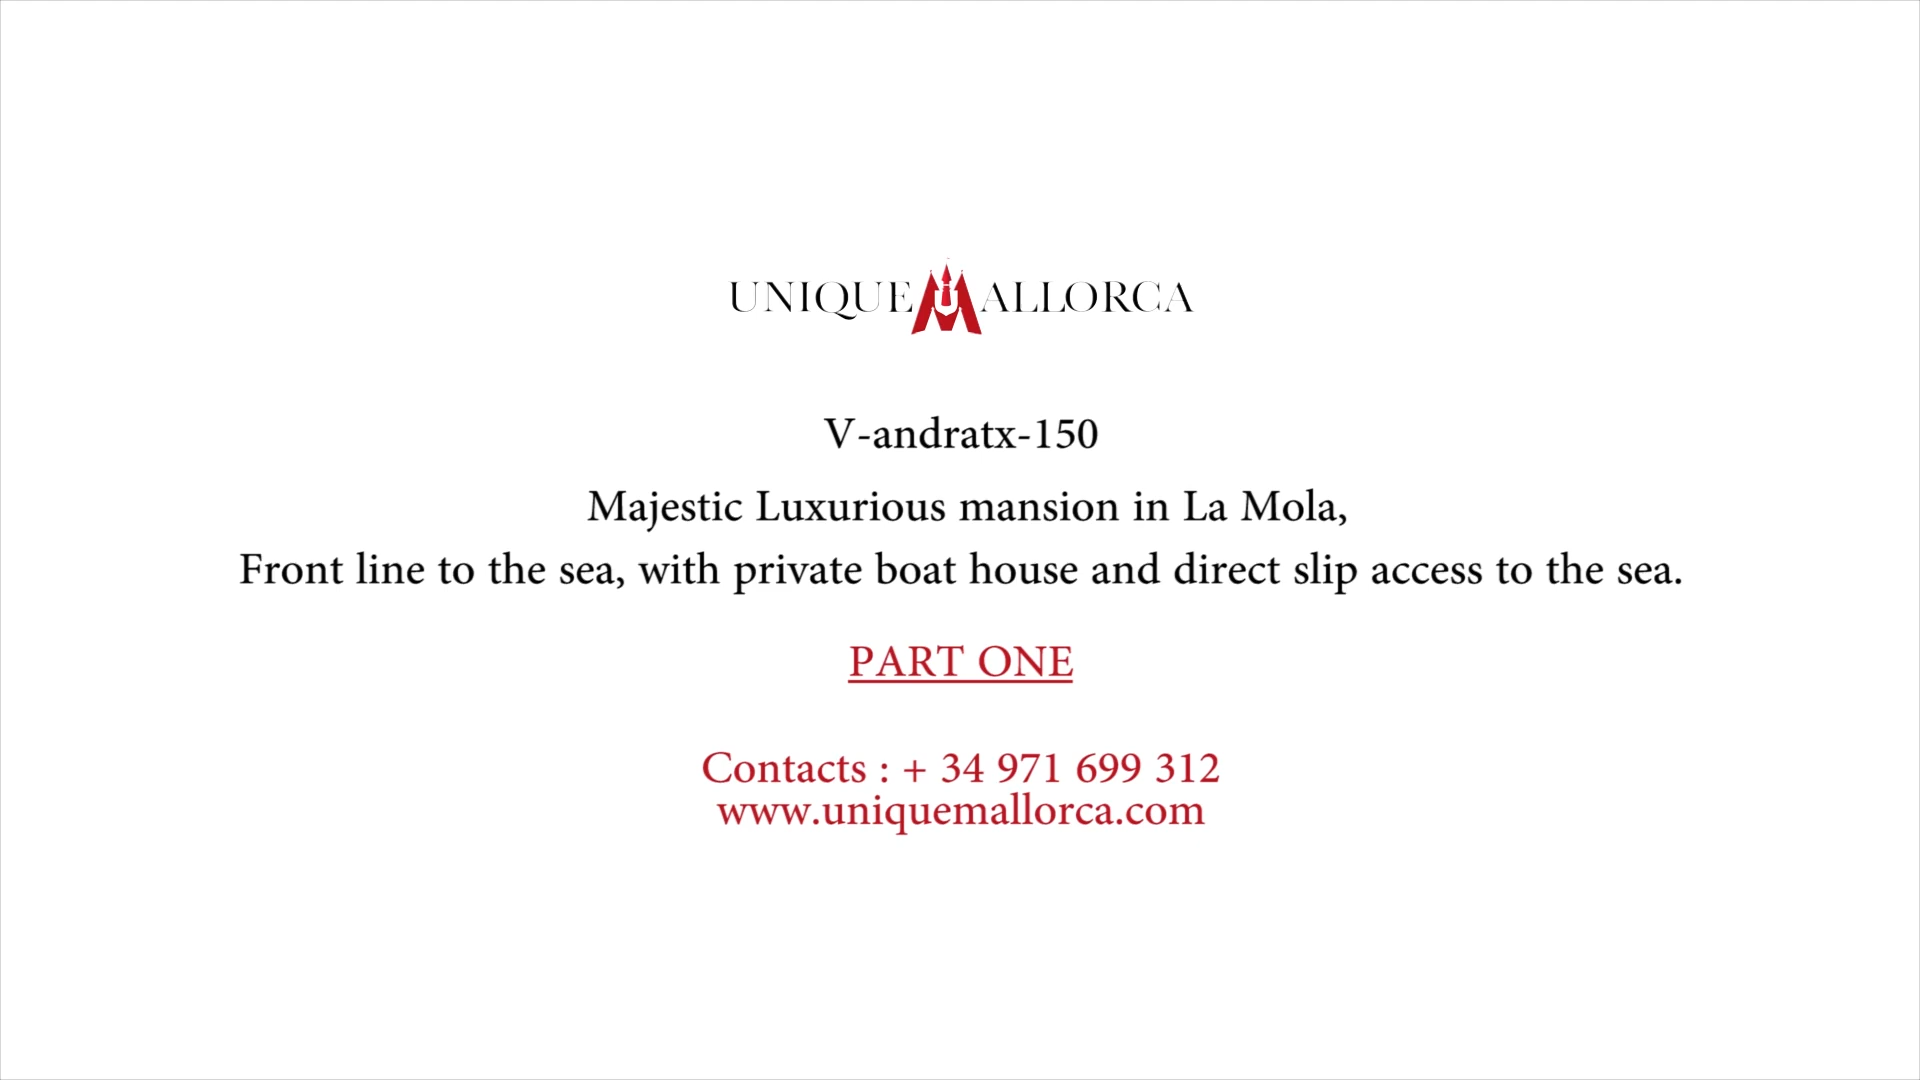 UNIQUE MALLORCA
V-andratx-150
Majestic Luxurious mansion in La Mola,
Front line to the sea, with private boat house and direct slip access to the sea.
PART ONE
Contacts : + 34 971 699 312
www.uniquemallorca.com